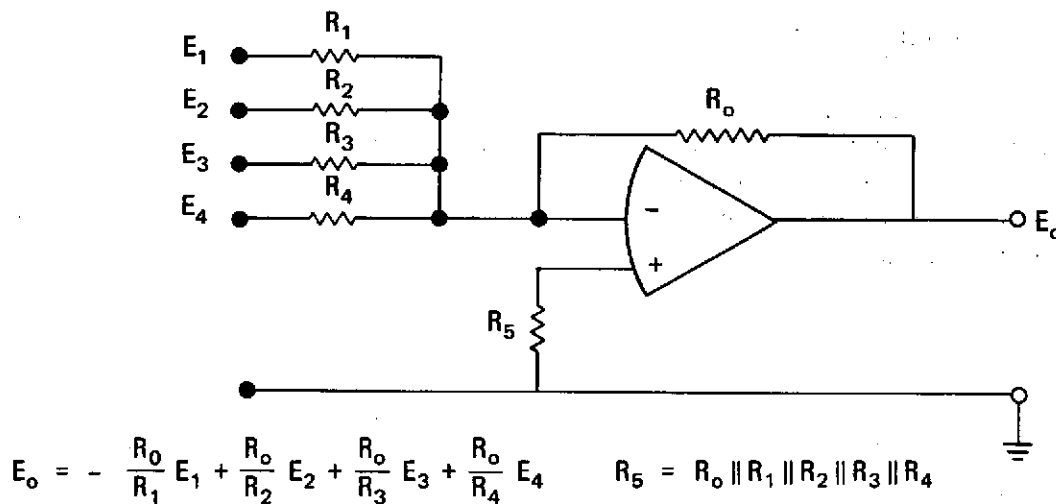 E₁ R₁
E₂ R₂
R₃
E₃
R₄
E₄
Rₒ
−
+
Eₒ
R₅
Eₒ = - R₀/R₁ E₁ + Rₒ/R₂ E₂ + Rₒ/R₃ E₃ + Rₒ/R₄ E₄ R₅ = Rₒ || R₁ || R₂ || R₃ || R₄